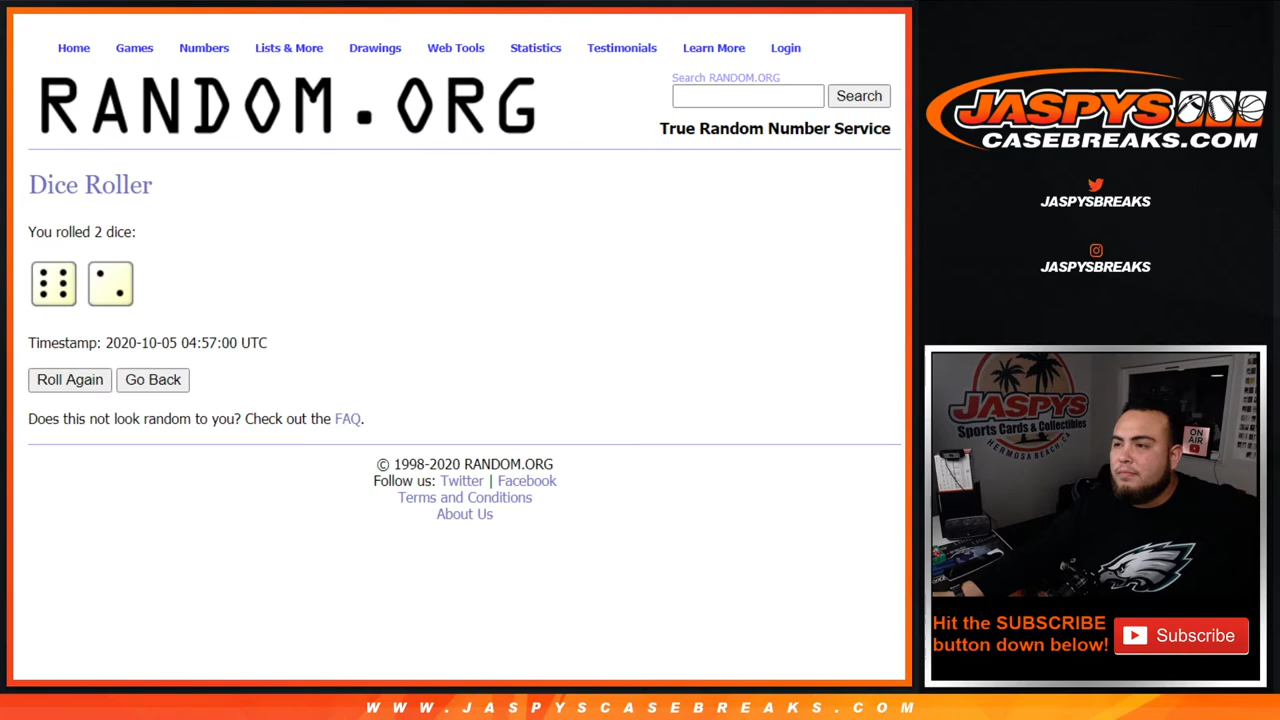 Home Games Numbers Lists & More Drawings Web Tools Statistics Testimonials Learn More Login
RANDOM.ORG
Search RANDOM.ORG
Search
True Random Number Service
Dice Roller
You rolled 2 dice:
Timestamp: 2020-10-05 04:57:00 UTC
Roll Again Go Back
Does this not look random to you? Check out the FAQ.
© 1998-2020 RANDOM.ORG
Follow us: Twitter | Facebook
Terms and Conditions
About Us
JASPYS
CASEBREAKS.COM
JASPYSBREAKS
JASPYSBREAKS
JASPYS
Sports Cards & Collectibles
HERMOSA BEACH, CA
ON
AIR
Hit the SUBSCRIBE
button down below!
Subscribe
WWW.JASPYSCASEBREAKS.COM